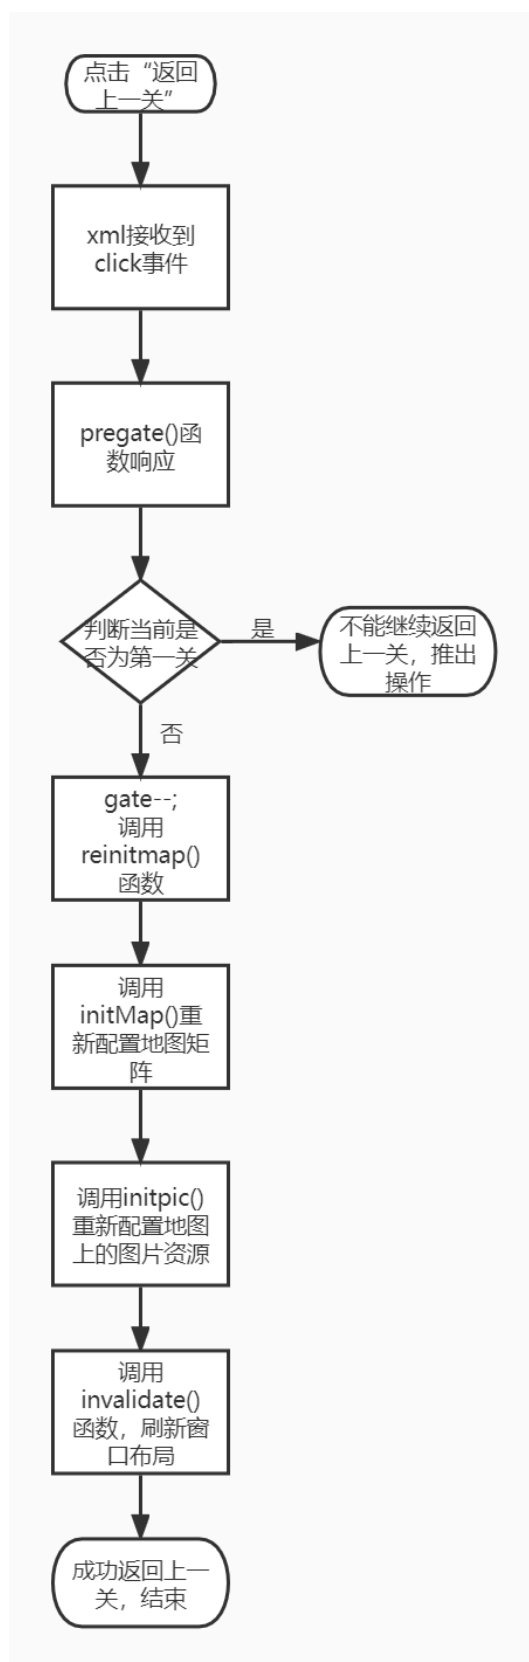 点击“返回
上一关”
xml接收到
click事件
pregate()函
数响应
判断当前是
否为第一关
是
不能继续返回
上一关，推出
操作
否
gate--;
调用
reinitmap()
函数
调用
initMap()重
新配置地图矩
阵
调用initpic()
重新配置地图
上的图片资源
调用
invalidate()
函数，刷新窗
口布局
成功返回上一
关，结束